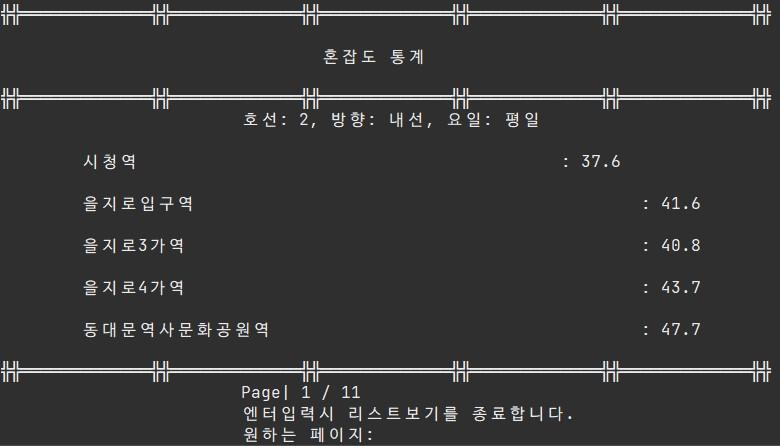 혼잡도 통계
호선: 2, 방향: 내선, 요일: 평일
시청역 : 37.6
을지로입구역 : 41.6
을지로3가역 : 40.8
을지로4가역 : 43.7
동대문역사문화공원역 : 47.7
Page| 1 / 11
엔터입력시 리스트보기를 종료합니다.
원하는 페이지: